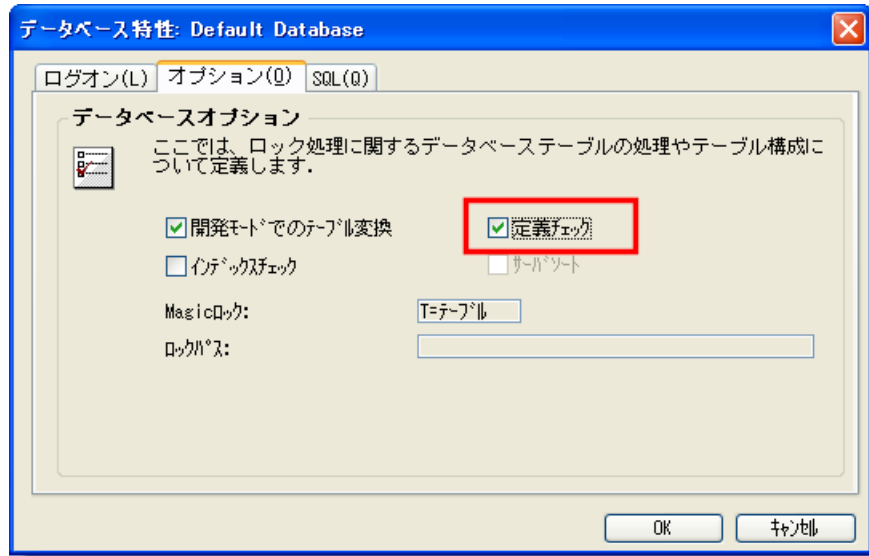 データベース特性: Default Database
ログオン(L) オプション(O) SQL(Q)
データベースオプション
ここでは、ロック処理に関するデータベーステーブルの処理やテーブル構成に
ついて定義します.
開発ﾓｰﾄﾞでのﾃｰﾌﾞﾙ変換 定義ﾁｪｯｸ
ｲﾝﾃﾞｯｸｽﾁｪｯｸ ｻｰﾊﾞｿｰﾄ
Magicﾛｯｸ: T=ﾃｰﾌﾞﾙ
ﾛｯｸﾊﾟｽ:
OK ｷｬﾝｾﾙ